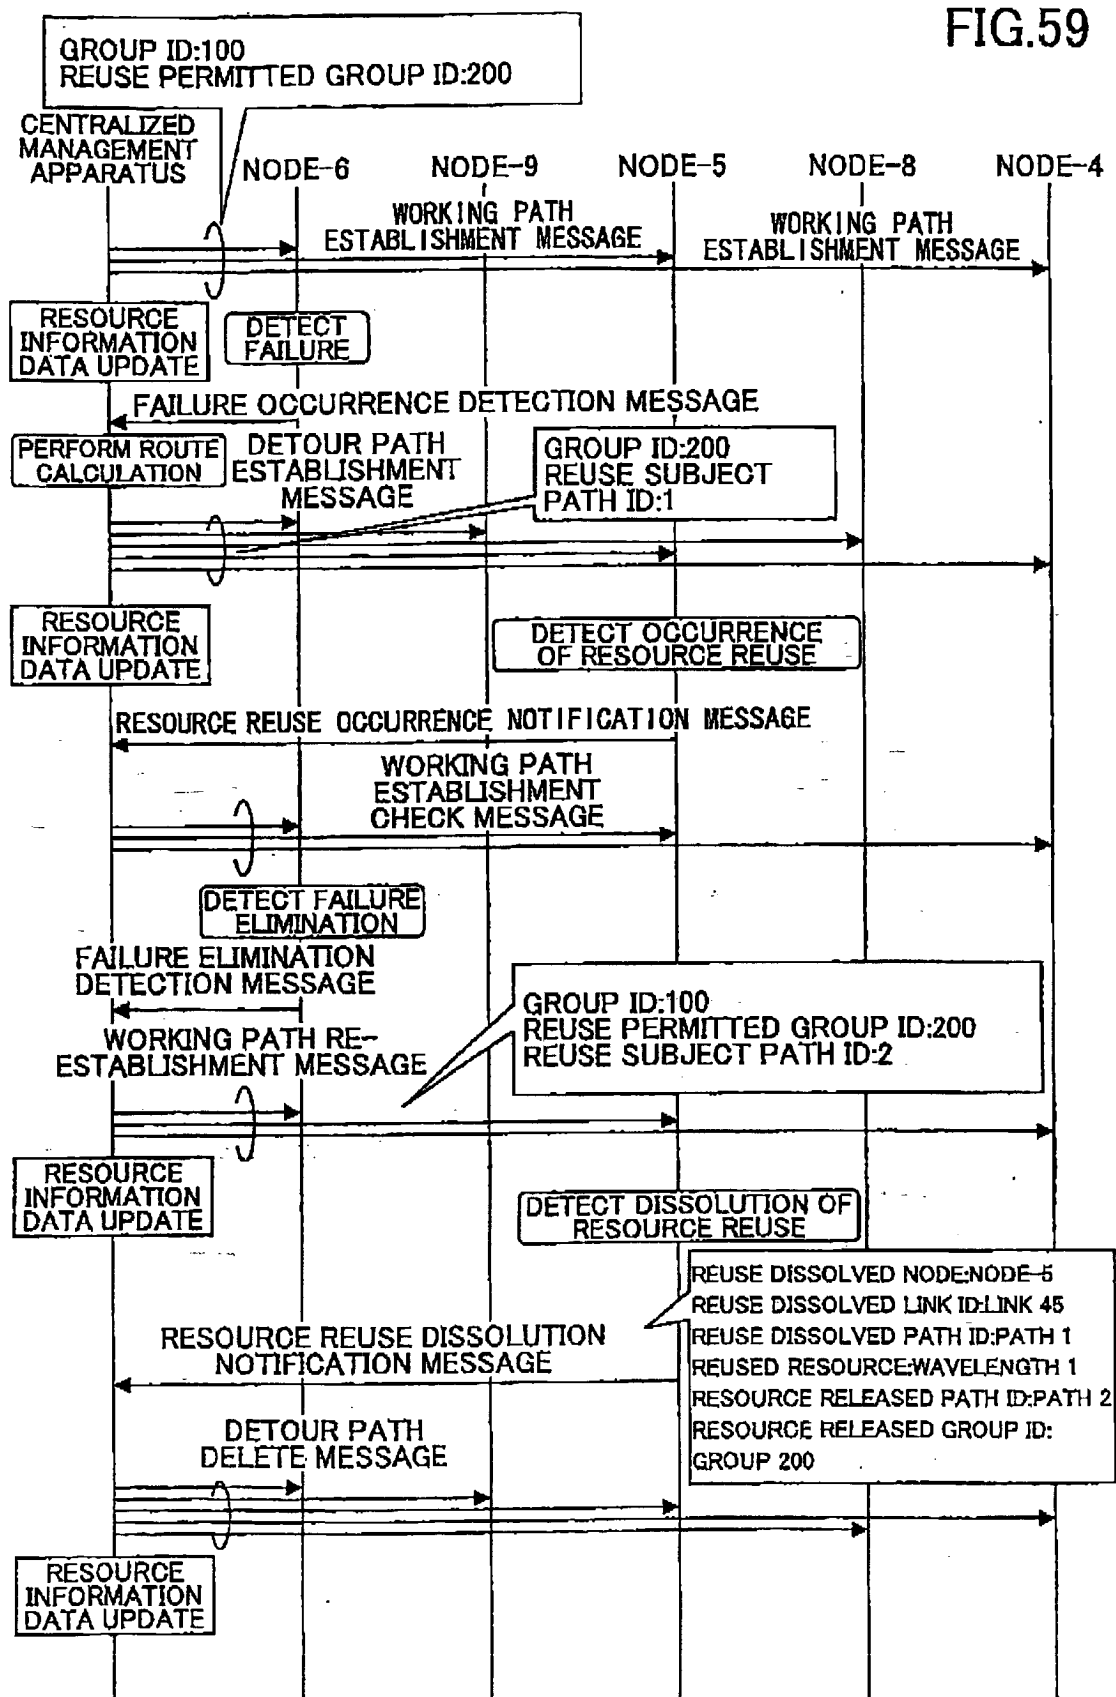 FIG.59
GROUP ID:100
REUSE PERMITTED GROUP ID:200
CENTRALIZED
MANAGEMENT
APPARATUS
NODE-6
NODE-9
NODE-5
NODE-8
NODE-4
WORKING PATH
ESTABLISHMENT MESSAGE
WORKING PATH
ESTABLISHMENT MESSAGE
RESOURCE
INFORMATION
DATA UPDATE
DETECT
FAILURE
FAILURE OCCURRENCE DETECTION MESSAGE
PERFORM ROUTE
CALCULATION
DETOUR PATH
ESTABLISHMENT
MESSAGE
GROUP ID:200
REUSE SUBJECT
PATH ID:1
RESOURCE
INFORMATION
DATA UPDATE
DETECT OCCURRENCE
OF RESOURCE REUSE
RESOURCE REUSE OCCURRENCE NOTIFICATION MESSAGE
WORKING PATH
ESTABLISHMENT
CHECK MESSAGE
DETECT FAILURE
ELIMINATION
FAILURE ELIMINATION
DETECTION MESSAGE
GROUP ID:100
REUSE PERMITTED GROUP ID:200
REUSE SUBJECT PATH ID:2
WORKING PATH RE-
ESTABLISHMENT MESSAGE
RESOURCE
INFORMATION
DATA UPDATE
DETECT DISSOLUTION OF
RESOURCE REUSE
REUSE DISSOLVED NODE:NODE-5
REUSE DISSOLVED LINK ID:LINK 45
REUSE DISSOLVED PATH ID:PATH 1
REUSED RESOURCE:WAVELENGTH 1
RESOURCE RELEASED PATH ID:PATH 2
RESOURCE RELEASED GROUP ID:
GROUP 200
RESOURCE REUSE DISSOLUTION
NOTIFICATION MESSAGE
DETOUR PATH
DELETE MESSAGE
RESOURCE
INFORMATION
DATA UPDATE